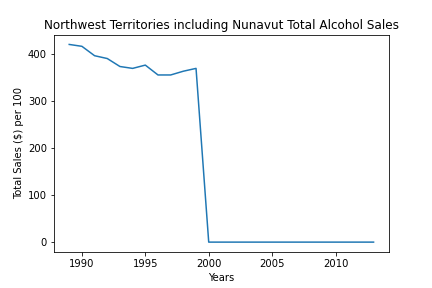 Northwest Territories including Nunavut Total Alcohol Sales
Total Sales ($) per 100
400
300
200
100
0
1990 1995 2000 2005 2010
Years